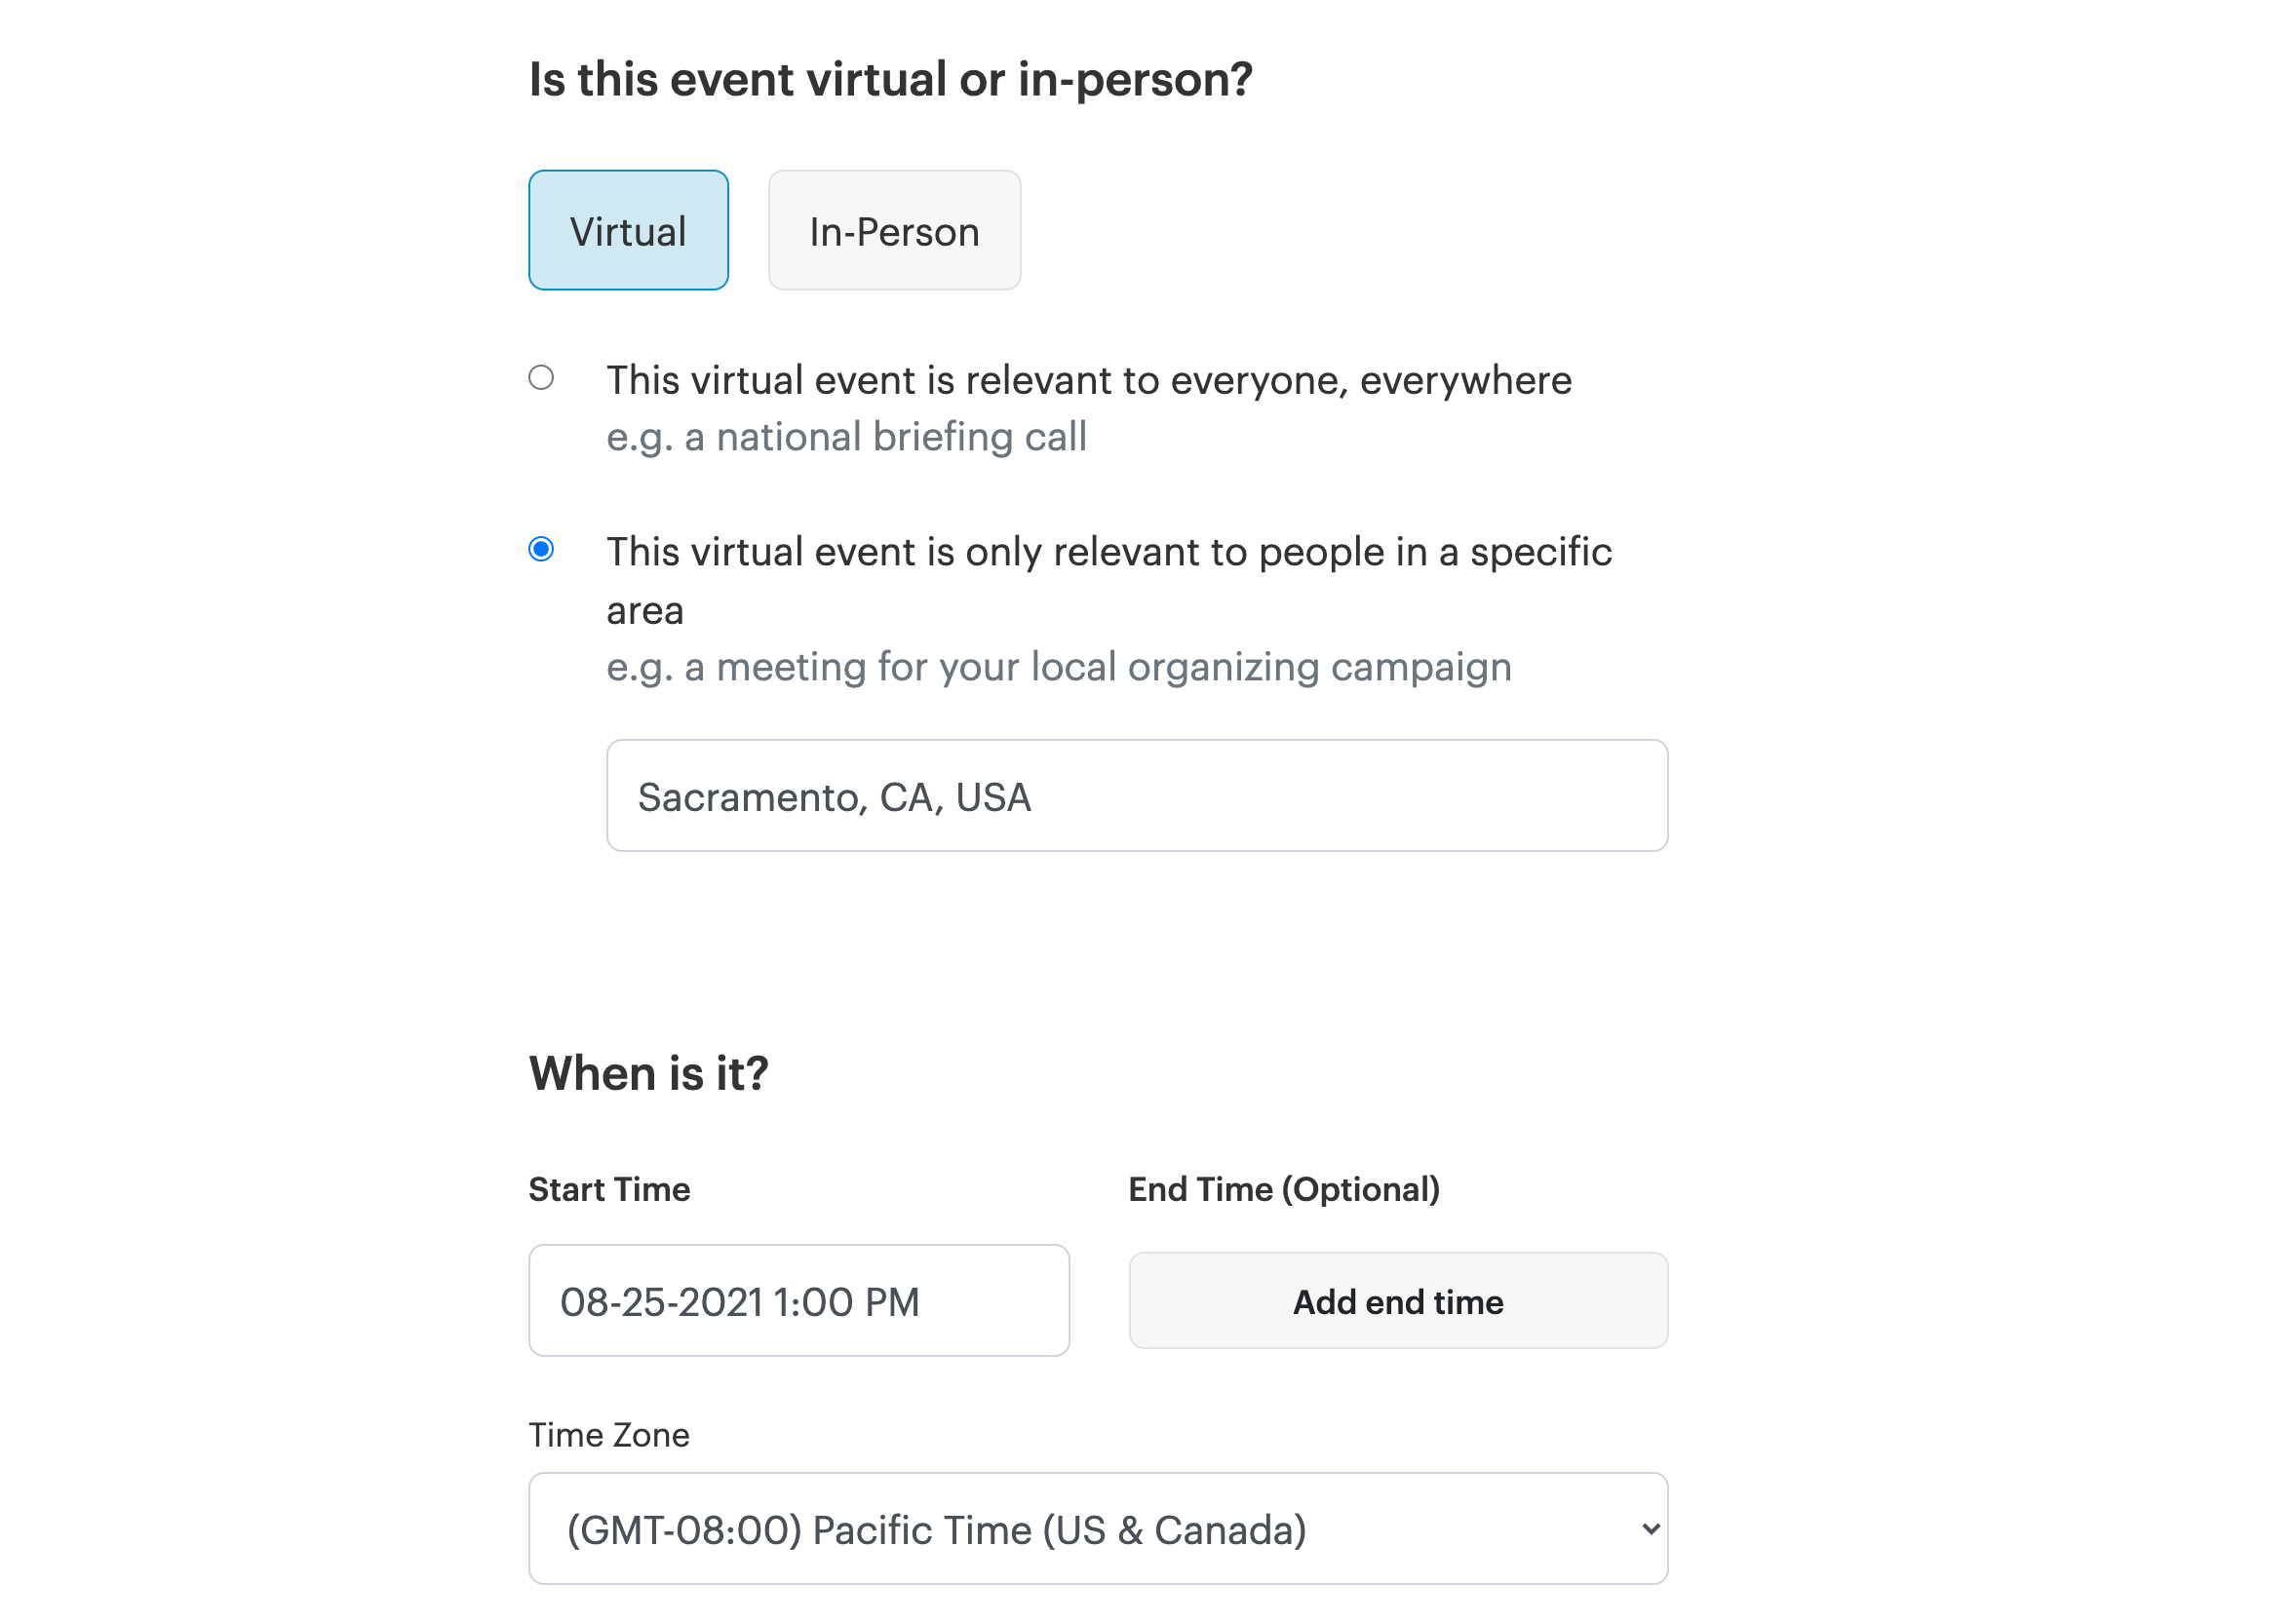 Is this event virtual or in-person?
Virtual
In-Person
This virtual event is relevant to everyone, everywhere
e.g. a national briefing call
This virtual event is only relevant to people in a specific
area
e.g. a meeting for your local organizing campaign
Sacramento, CA, USA
When is it?
Start Time
End Time (Optional)
08-25-2021 1:00 PM
Add end time
Time Zone
(GMT-08:00) Pacific Time (US & Canada)